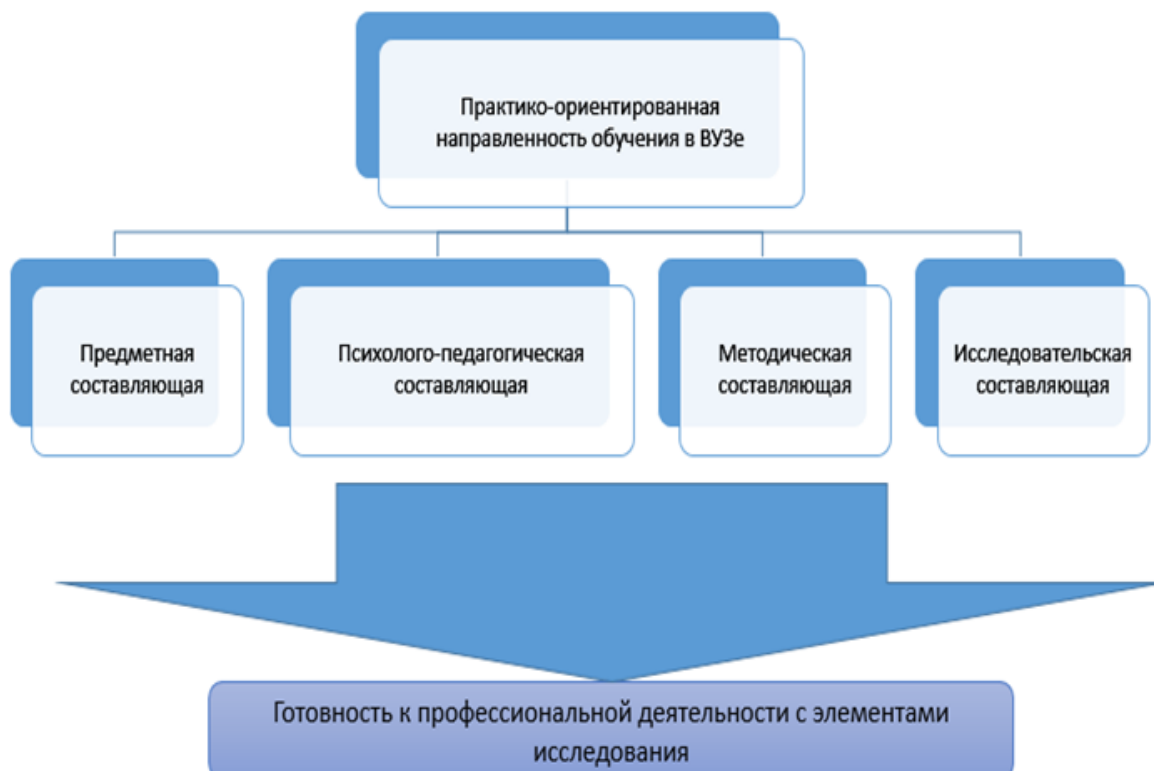 Практико-ориентированная
направленность обучения в ВУЗе
Предметная
составляющая
Психолого-педагогическая
составляющая
Методическая
составляющая
Исследовательская
составляющая
Готовность к профессиональной деятельности с элементами
исследования